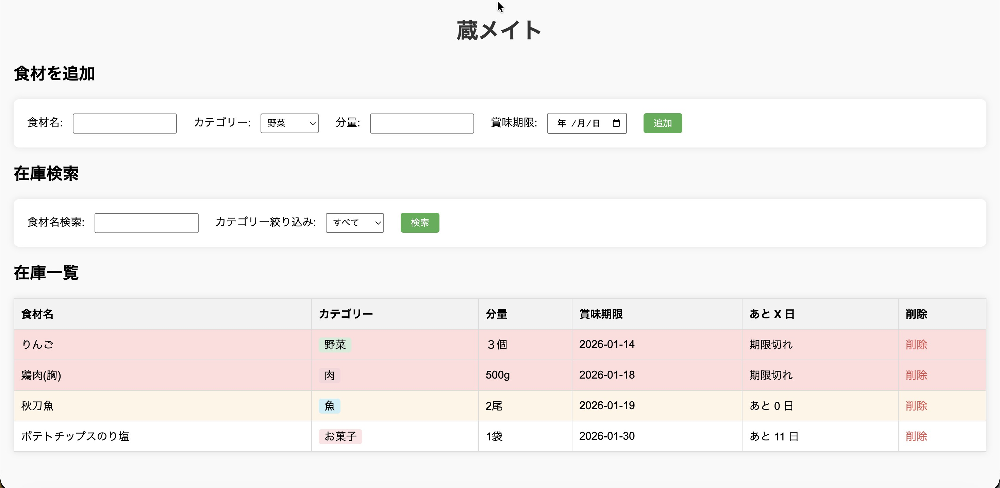 蔵メイト
食材を追加
食材名: カテゴリー: 野菜 分量: 賞味期限: 年 /月/日 追加
在庫検索
食材名検索: カテゴリー絞り込み: すべて 検索
在庫一覧
食材名 カテゴリー 分量 賞味期限 あと X 日 削除
りんご 野菜 ３個 2026-01-14 期限切れ 削除
鶏肉(胸) 肉 500g 2026-01-18 期限切れ 削除
秋刀魚 魚 2尾 2026-01-19 あと 0 日 削除
ポテトチップスのり塩 お菓子 1袋 2026-01-30 あと 11 日 削除